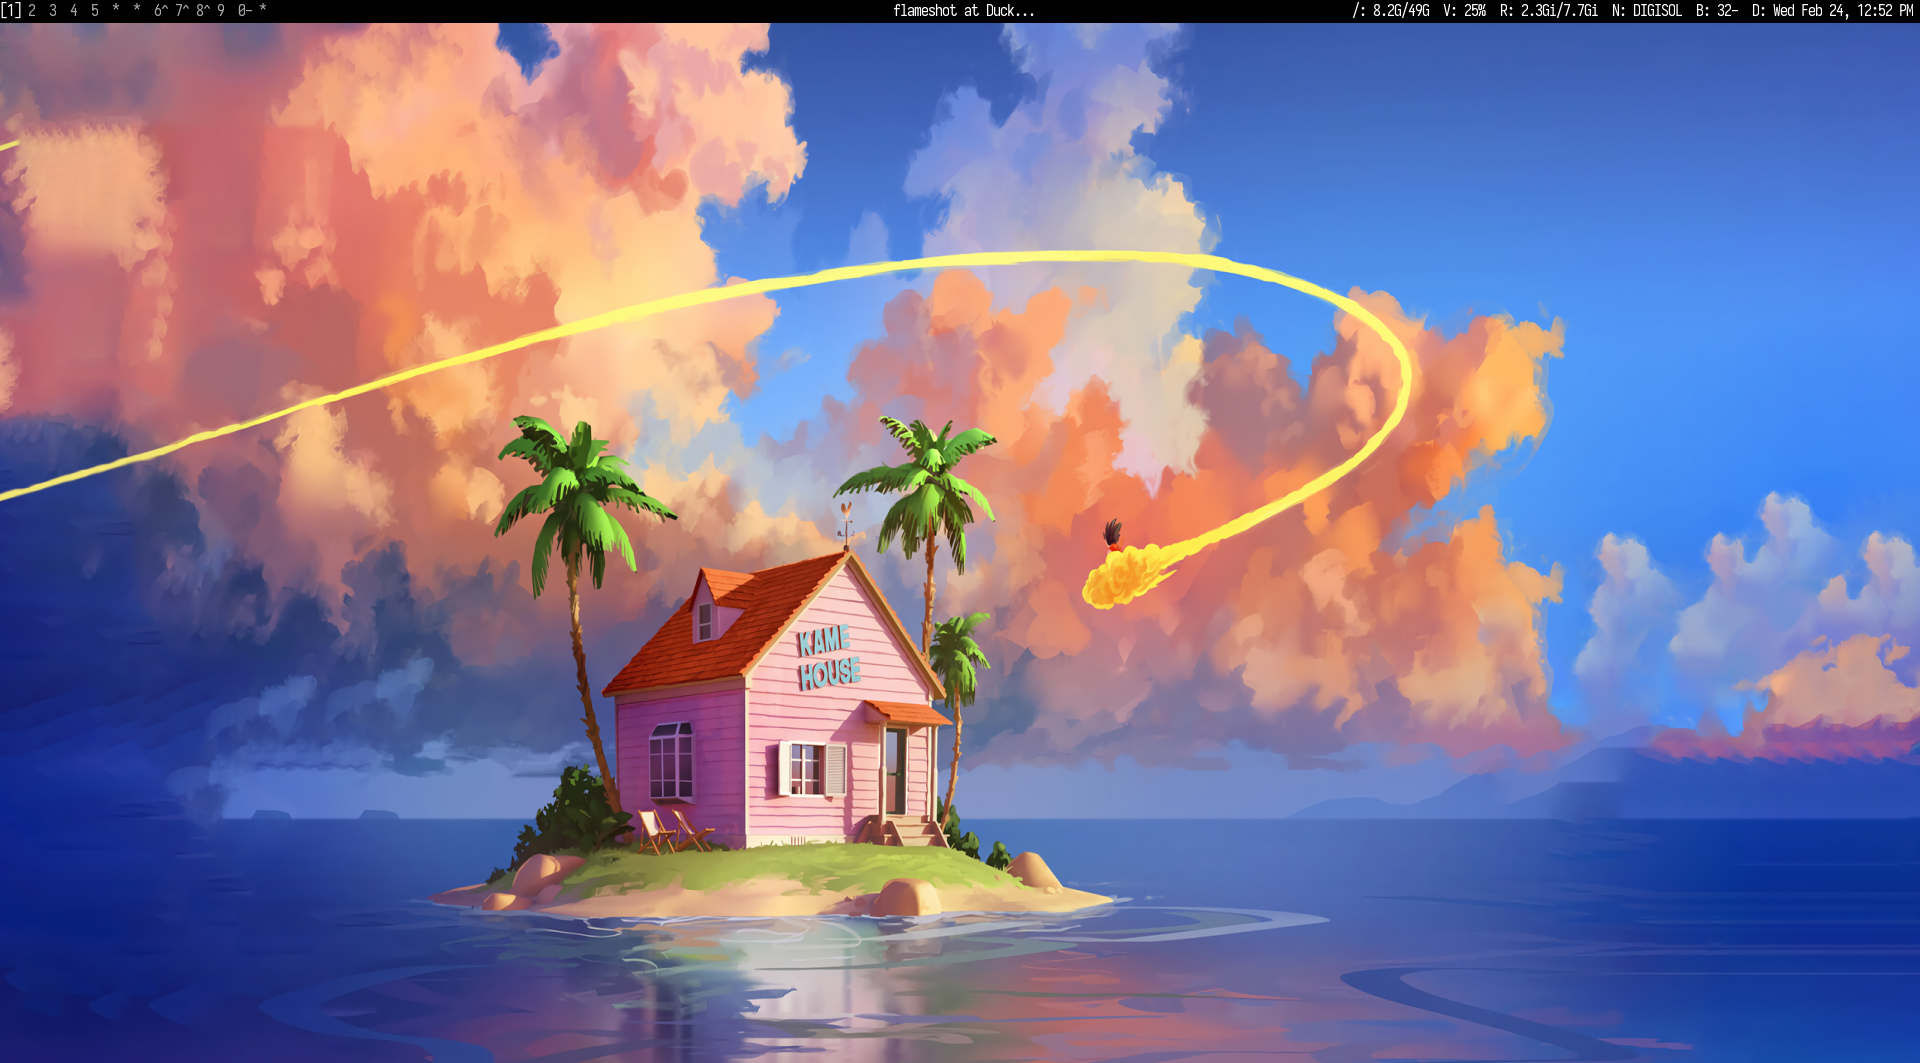 [1] 2 3 4 5 * * 6^ 7^ 8^ 9 0- *
flameshot at Duck...
/: 8.2G/49G V: 25% R: 2.3Gi/7.7Gi N: DIGISOL B: 32- D: Wed Feb 24, 12:52 PM
KAME
HOUSE